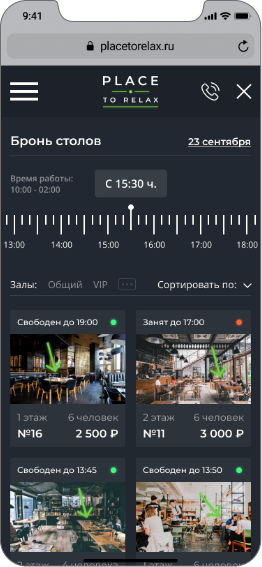 9:41
placetorelax.ru
PLACE
TO RELAX
Бронь столов
23 сентября
Время работы:
10:00 - 02:00
С 15:30 ч.
13:00 14:00 15:00 16:00 17:00 18:00
Залы: Общий VIP ... Сортировать по:
Свободен до 19:00
Занят до 17:00
1 этаж 6 человек
№16 2 500 ₽
2 этаж 6 человек
№11 3 000 ₽
Свободен до 13:45
Свободен до 13:50